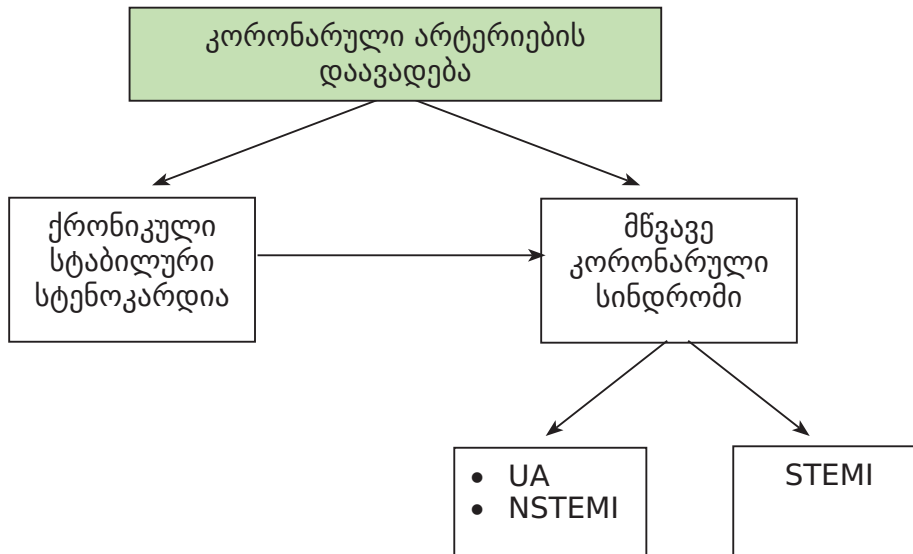 კორონარული არტერიების
დაავადება
ქრონიკული
სტაბილური
სტენოკარდია
მწვავე
კორონარული
სინდრომი
• UA
• NSTEMI
STEMI